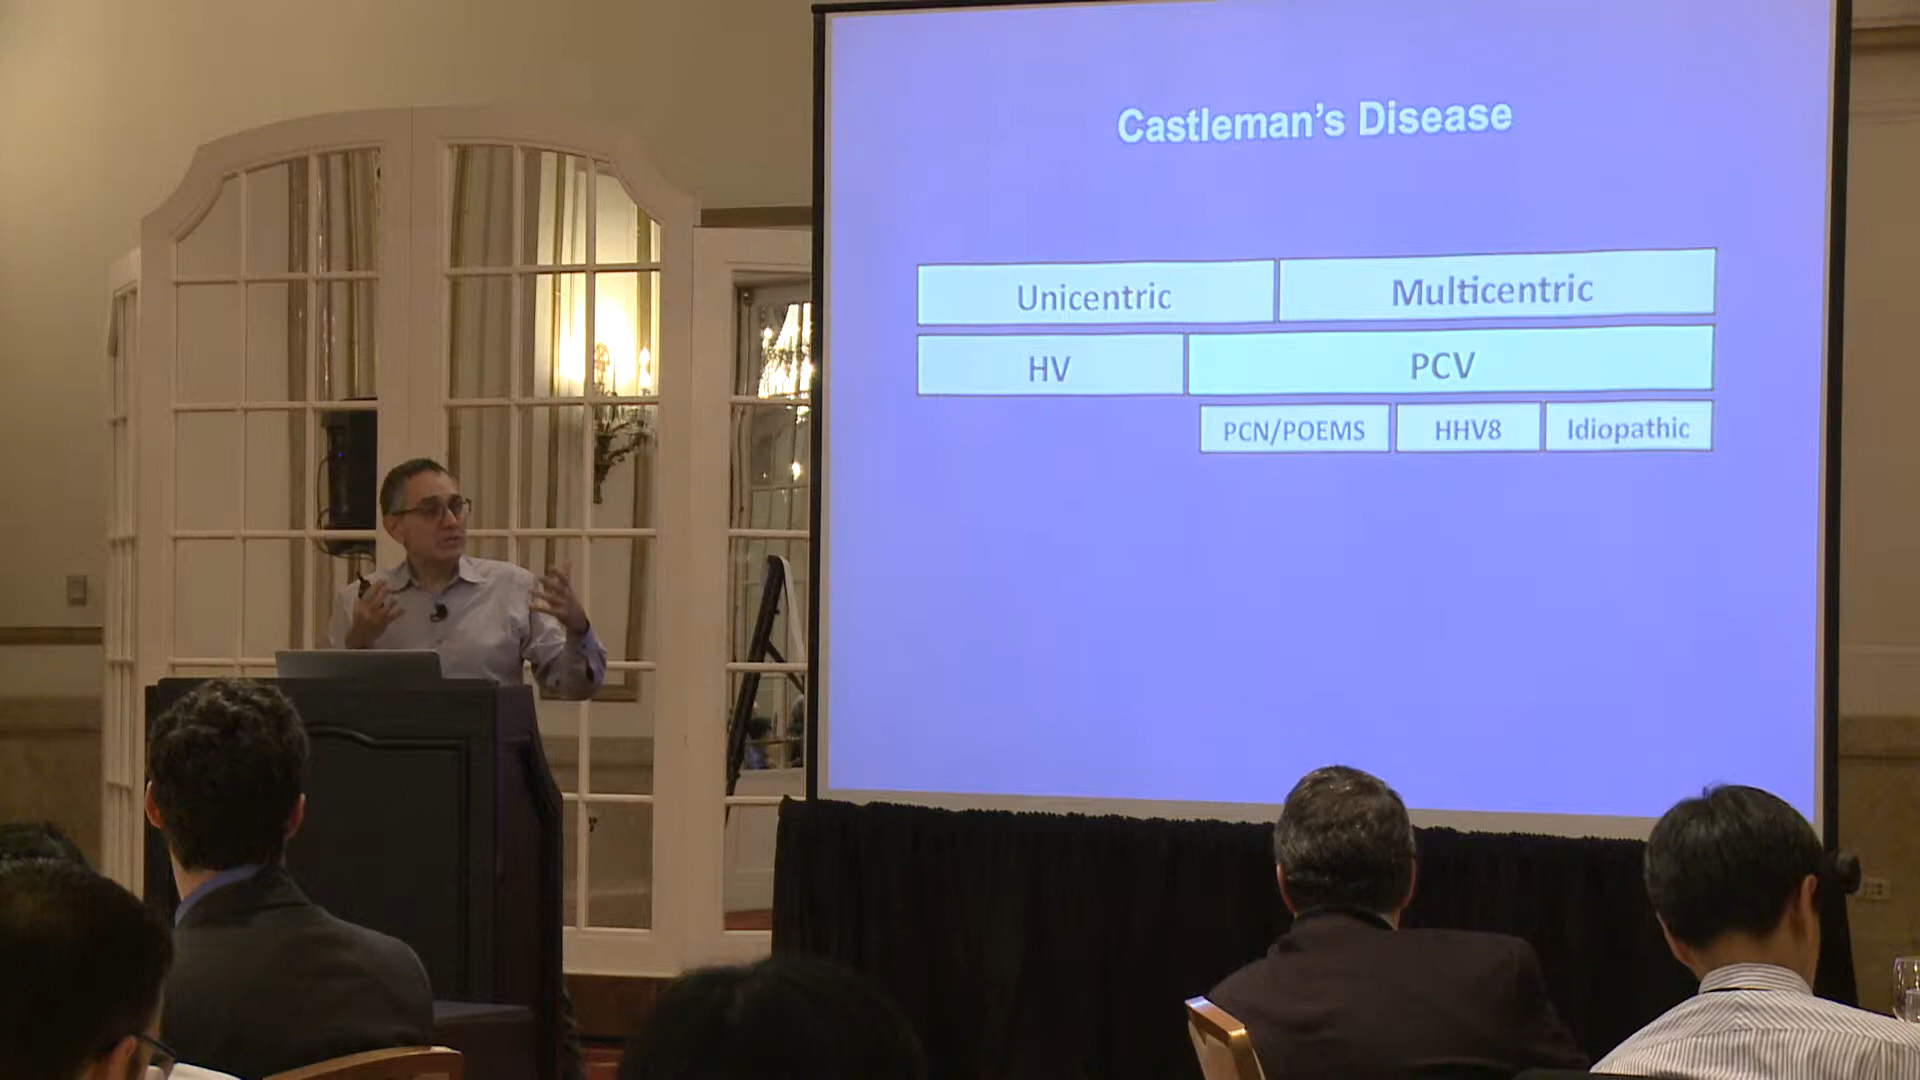 Castleman's Disease
Unicentric Multicentric
HV PCV
PCN/POEMS HHV8 Idiopathic